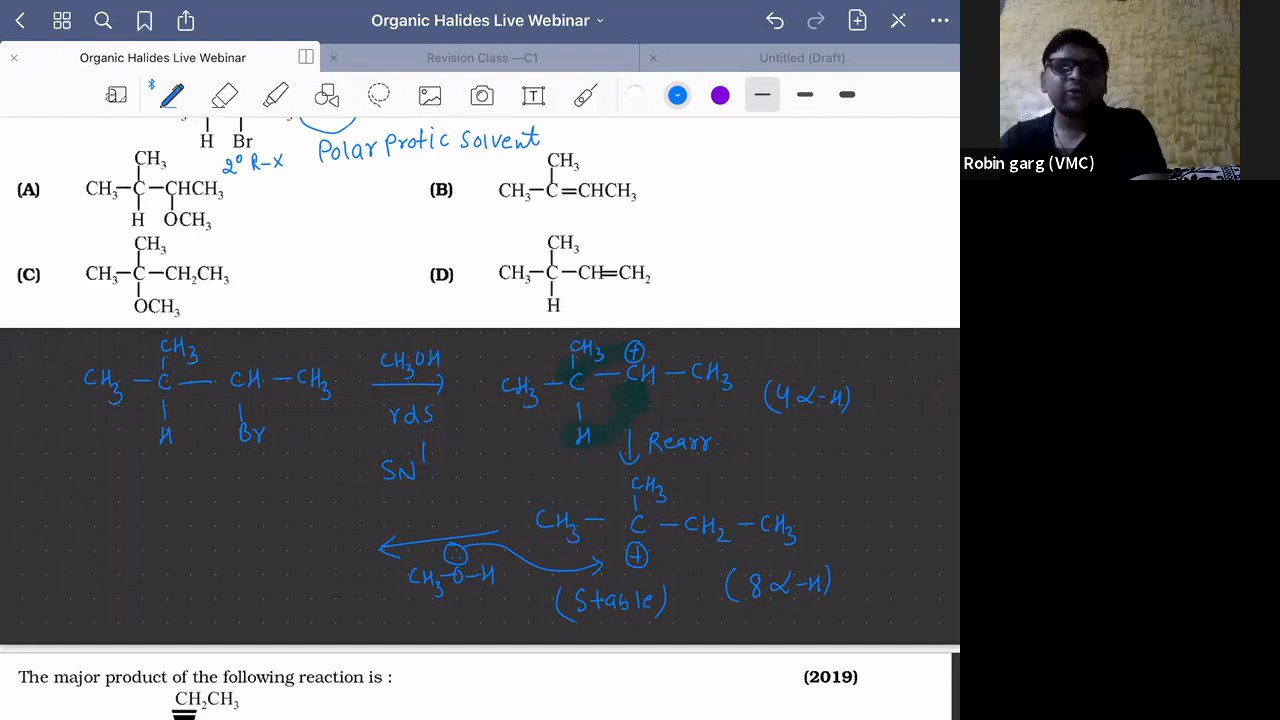 Organic Halides Live Webinar
Organic Halides Live Webinar
Revision Class —C1
Untitled (Draft)
Robin garg (VMC)
H Br
2° R-X
Polar protic solvent
CH₃
(A) CH₃—C—CHCH₃
H OCH₃
CH₃
(B) CH₃—C=CHCH₃
CH₃
(C) CH₃—C—CH₂CH₃
OCH₃
CH₃
(D) CH₃—C—CH=CH₂
H
CH₃
CH₃ — C — CH — CH₃
H Br
CH₃OH
rds
SN¹
CH₃ ⊕
CH₃ — C — CH — CH₃ (4 α-H)
H
Rearr.
CH₃
CH₃ — C — CH₂ — CH₃
⊕
CH₃-O-H
(Stable) (8 α-H)
The major product of the following reaction is : (2019)
CH₂CH₃